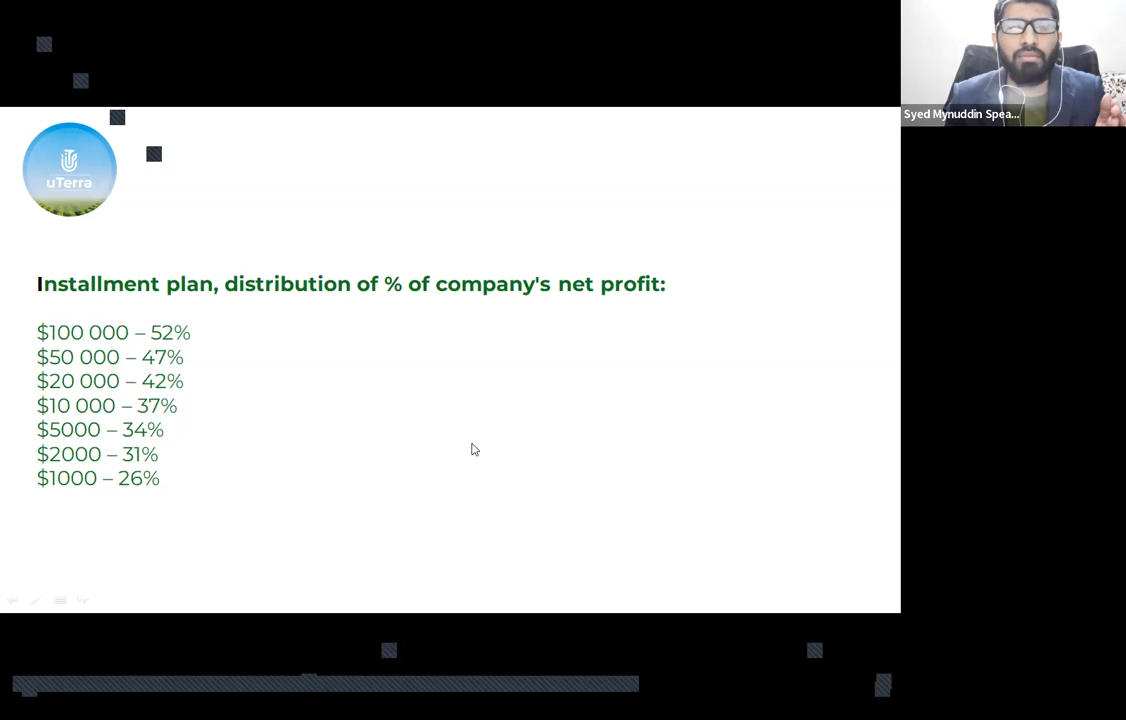 Syed Mynuddin Spea...
uTerra
Installment plan, distribution of % of company's net profit:
$100 000 – 52%
$50 000 – 47%
$20 000 – 42%
$10 000 – 37%
$5000 – 34%
$2000 – 31%
$1000 – 26%